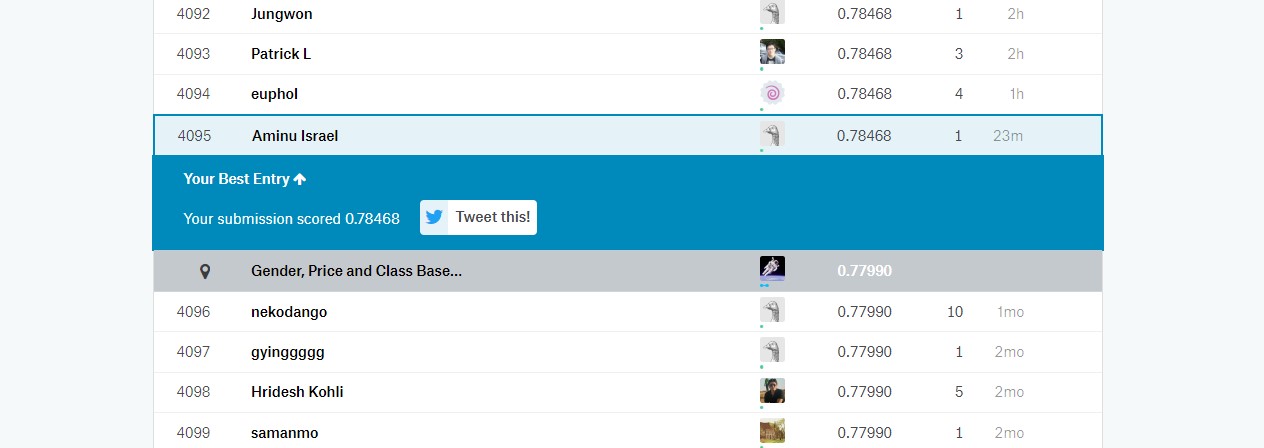 4092 Jungwon 0.78468 1 2h
4093 Patrick L 0.78468 3 2h
4094 euphol 0.78468 4 1h
4095 Aminu Israel 0.78468 1 23m
Your Best Entry
Your submission scored 0.78468 Tweet this!
Gender, Price and Class Base... 0.77990
4096 nekodango 0.77990 10 1mo
4097 gyinggggg 0.77990 1 2mo
4098 Hridesh Kohli 0.77990 5 2mo
4099 samanmo 0.77990 1 2mo